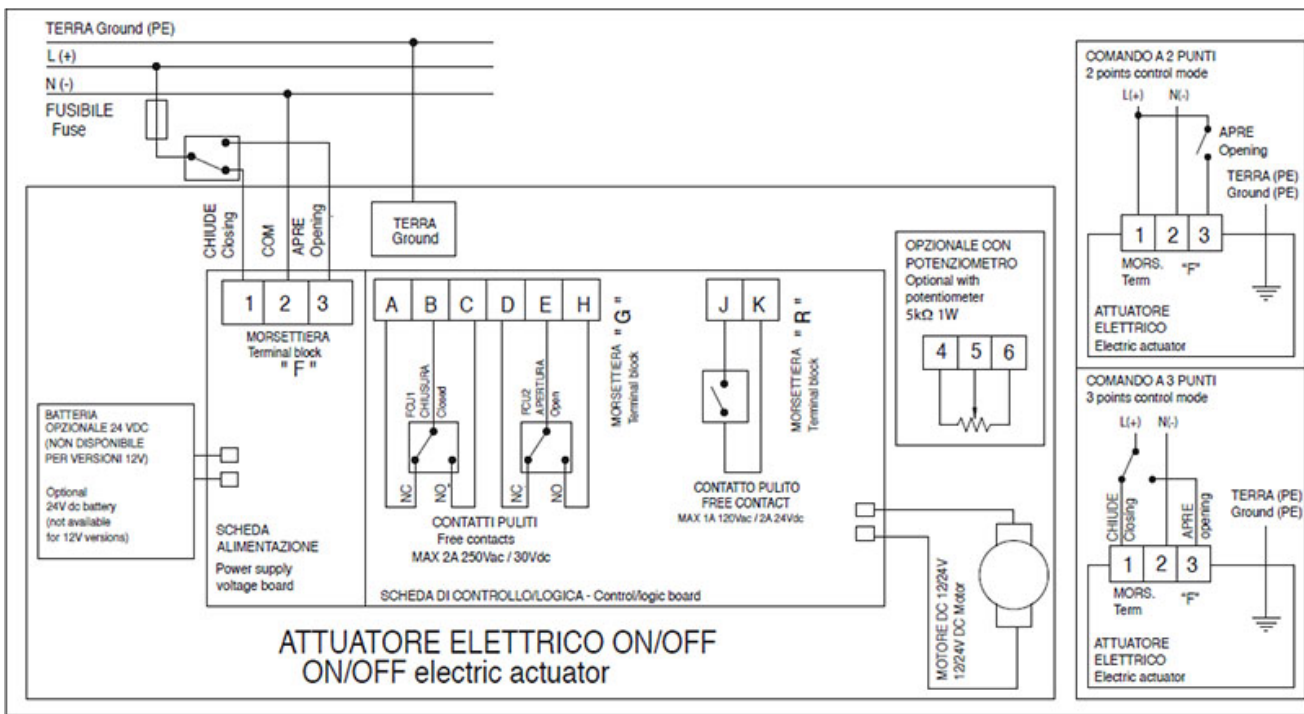 TERRA Ground (PE)
L (+)
N (-)
FUSIBILE
Fuse
CHIUDE
Closing
COM
APRE
Opening
TERRA
Ground
1 2 3
MORSETTIERA
Terminal block
"F"
A B C D E H
MORSETTIERA "G"
Terminal block
FCU1
CHIUSURA
Closed
NC
NO
FCU2
APERTURA
Open
NC
NO
CONTATTI PULITI
Free contacts
MAX 2A 250Vac / 30Vdc
J K
MORSETTIERA "R"
Terminal block
CONTATTO PULITO
FREE CONTACT
MAX 1A 120Vac / 2A 24Vdc
OPZIONALE CON
POTENZIOMETRO
Optional with
potentiometer
5kΩ 1W
4 5 6
BATTERIA
OPZIONALE 24 VDC
(NON DISPONIBILE
PER VERSIONI 12V)
Optional
24V dc battery
(not available
for 12V versions)
SCHEDA
ALIMENTAZIONE
Power supply
voltage board
SCHEDA DI CONTROLLO/LOGICA - Control/logic board
MOTORE DC 12/24V
12/24V DC Motor
ATTUATORE ELETTRICO ON/OFF
ON/OFF electric actuator
COMANDO A 2 PUNTI
2 points control mode
L(+) N(-)
APRE
Opening
TERRA (PE)
Ground (PE)
1 2 3
MORS. "F"
Term
ATTUATORE
ELETTRICO
Electric actuator
COMANDO A 3 PUNTI
3 points control mode
L(+) N(-)
CHIUDE
Closing
APRE
opening
TERRA (PE)
Ground (PE)
1 2 3
MORS. "F"
Term
ATTUATORE
ELETTRICO
Electric actuator